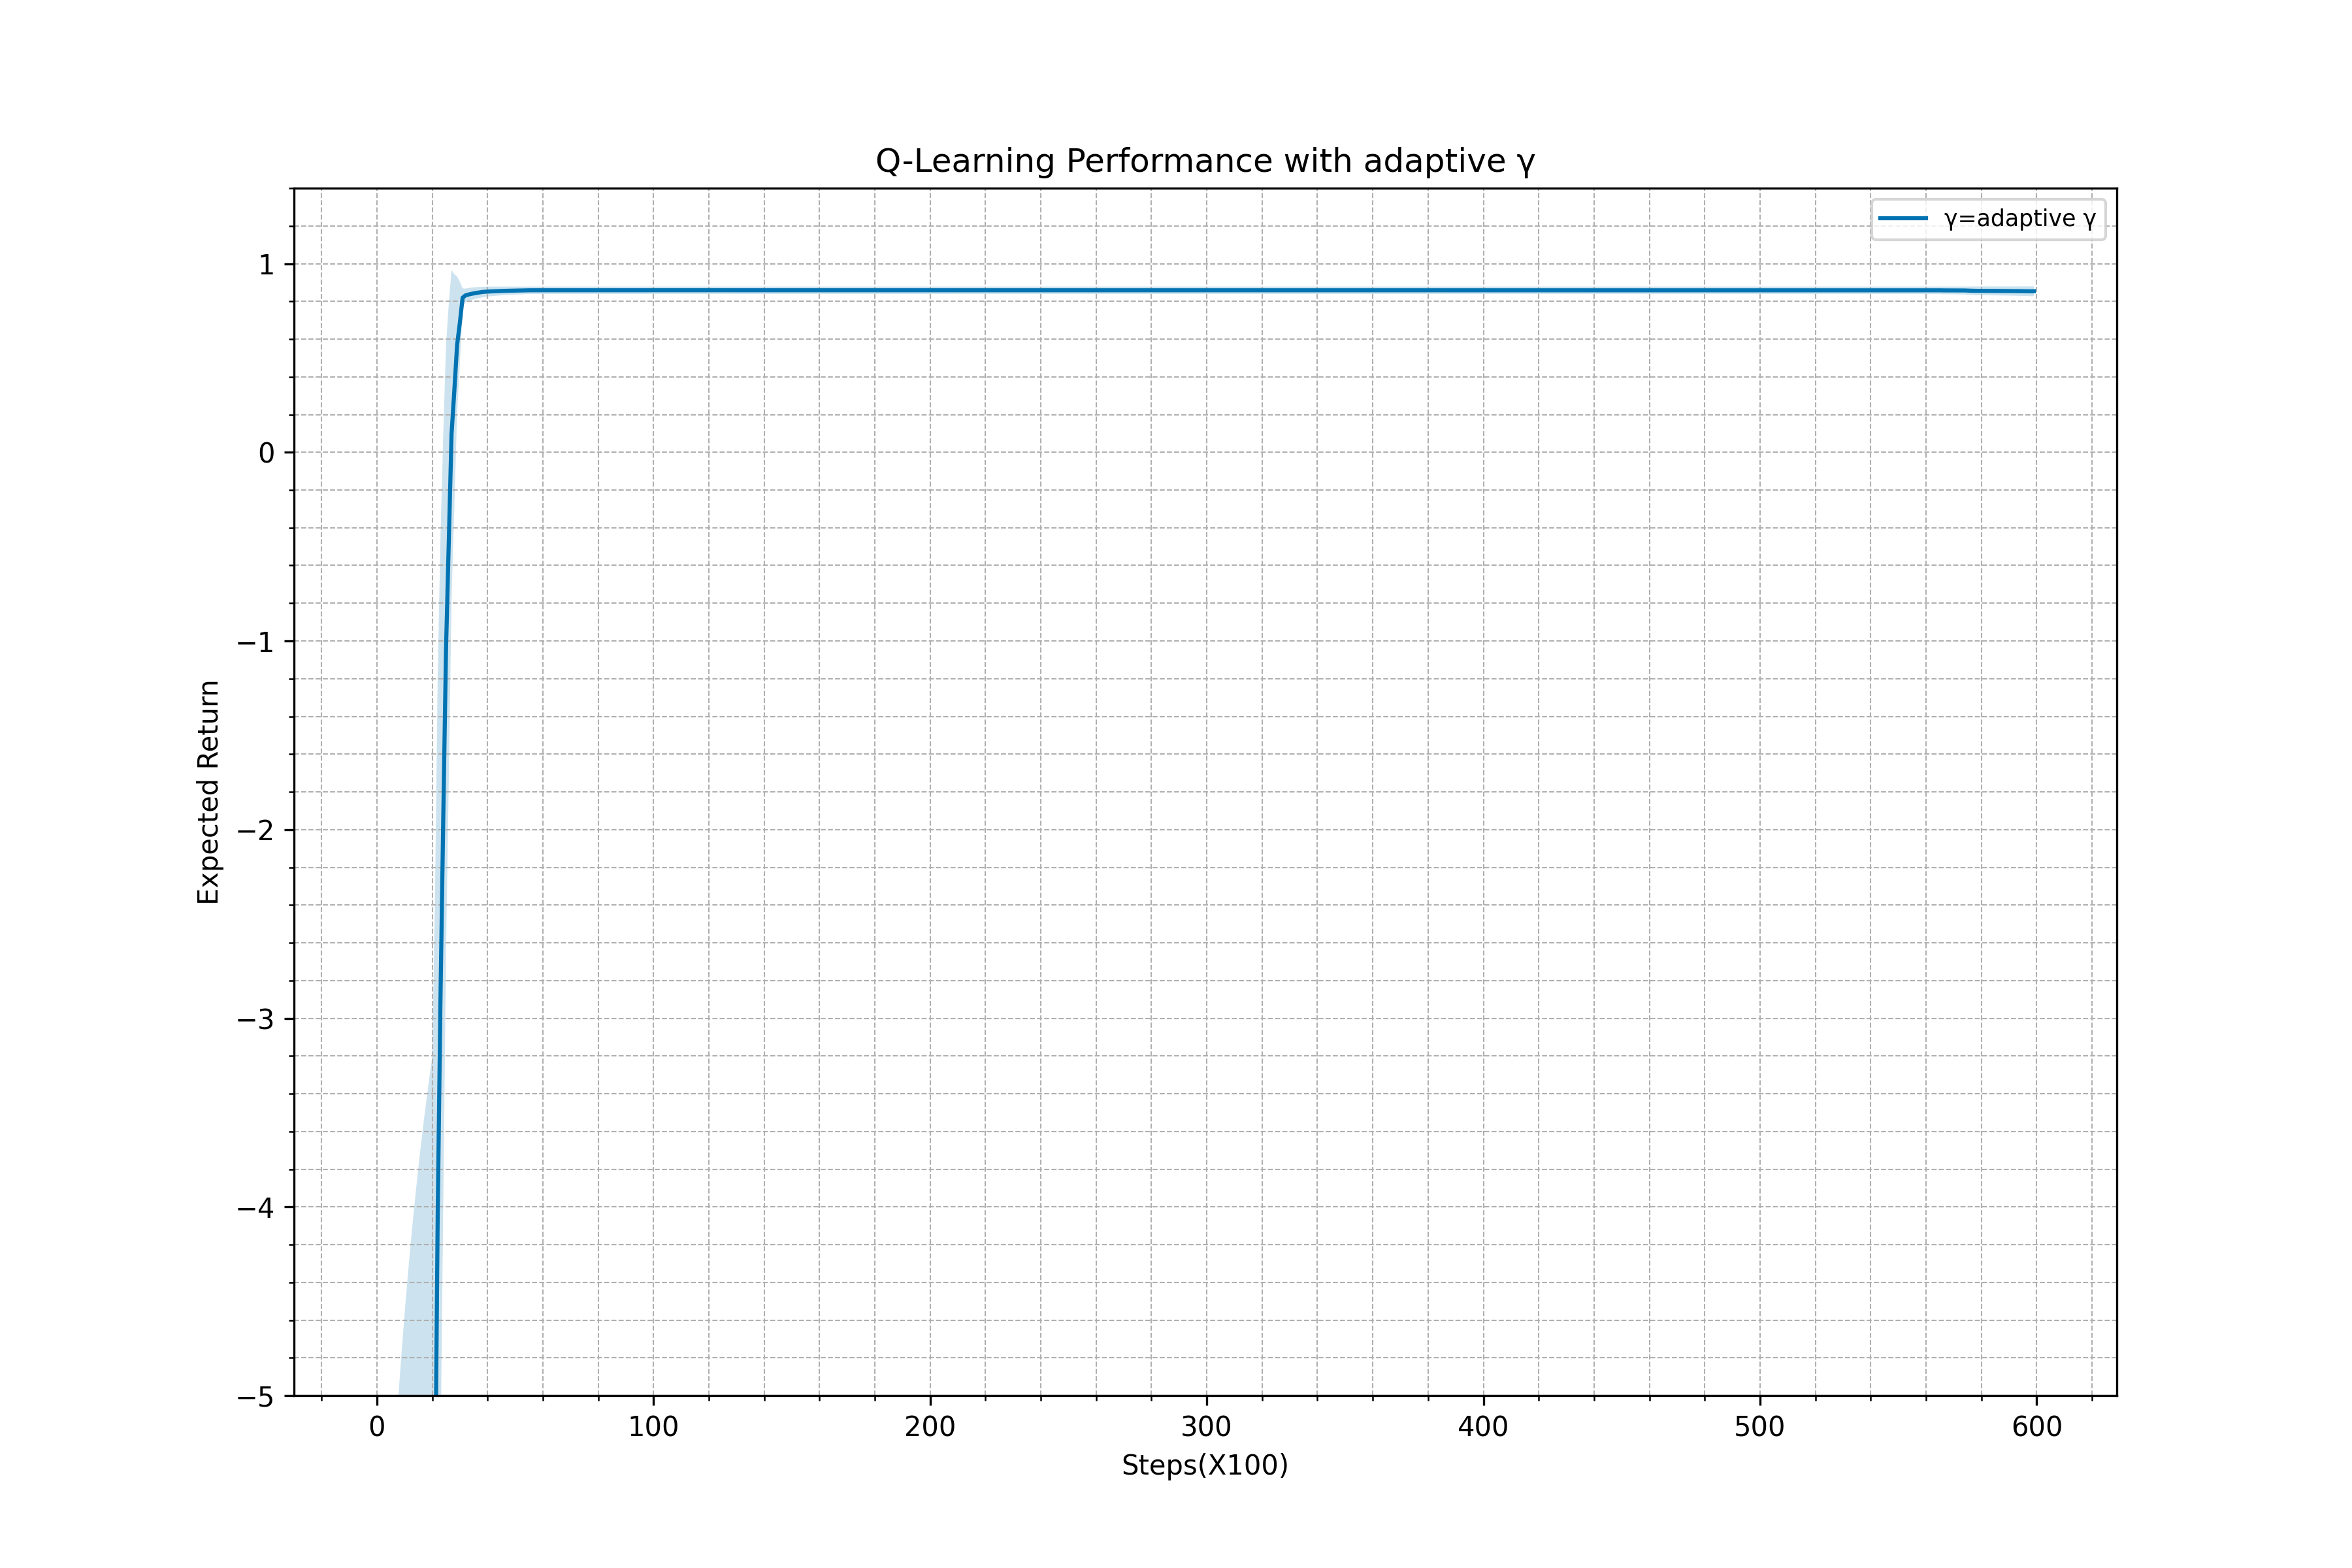 Q-Learning Performance with adaptive γ
γ=adaptive γ
1
0
−1
−2
−3
−4
−5
Expected Return
0 100 200 300 400 500 600
Steps(X100)